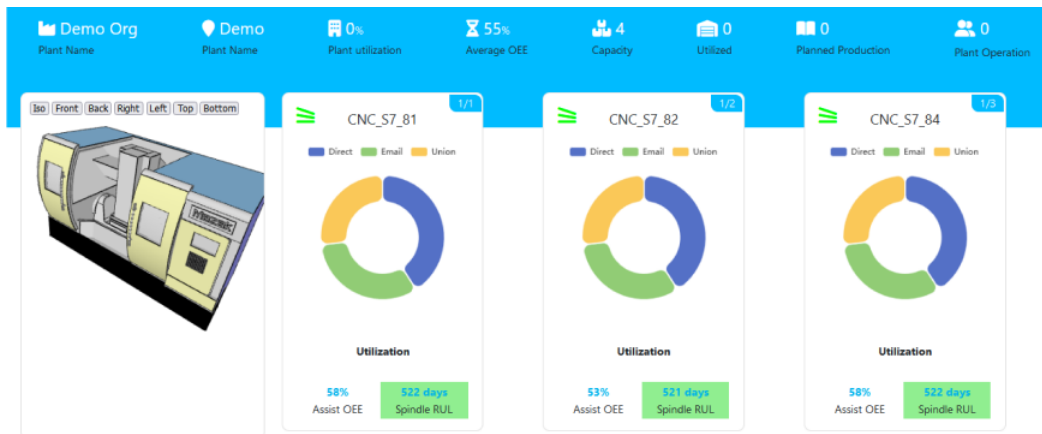 Demo Org
Plant Name
Demo
Plant Name
0%
Plant utilization
55%
Average OEE
4
Capacity
0
Utilized
0
Planned Production
0
Plant Operation
Iso Front Back Right Left Top Bottom
1/1
CNC_S7_81
Direct Email Union
Utilization
58%
Assist OEE
522 days
Spindle RUL
1/2
CNC_S7_82
Direct Email Union
Utilization
53%
Assist OEE
521 days
Spindle RUL
1/3
CNC_S7_84
Direct Email Union
Utilization
58%
Assist OEE
522 days
Spindle RUL